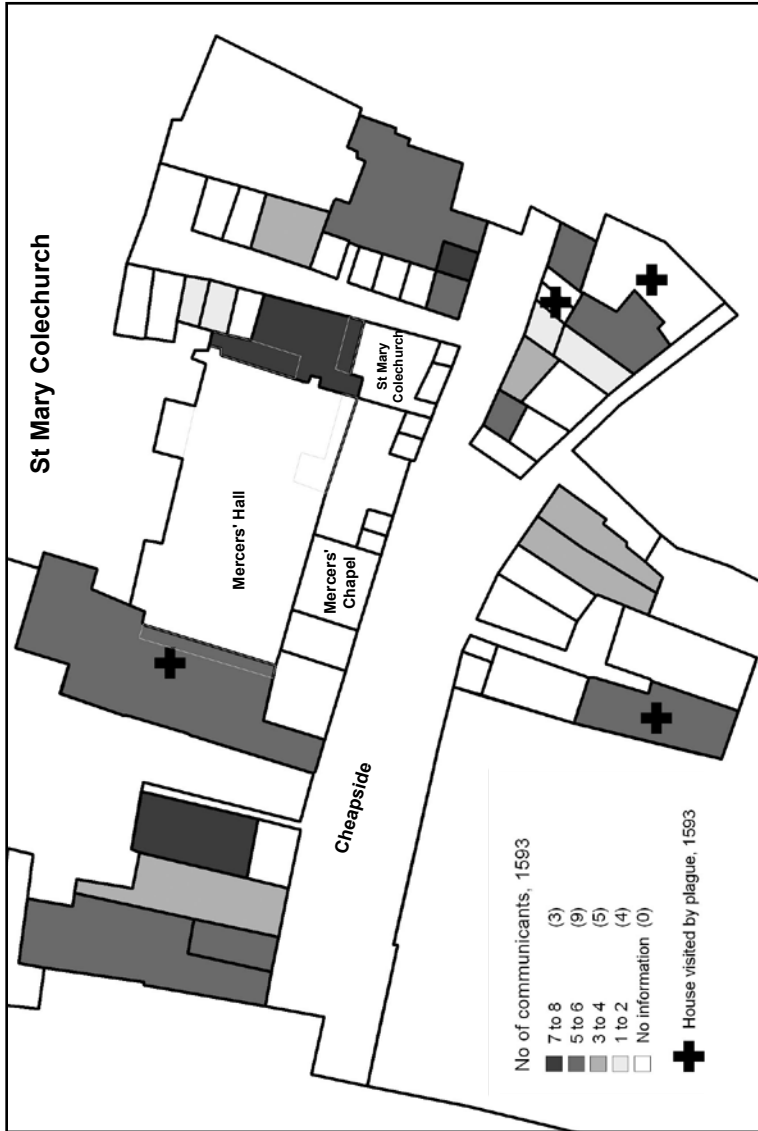 St Mary Colechurch
Mercers' Hall
St Mary
Colechurch
Mercers'
Chapel
Cheapside
No of communicants, 1593
7 to 8 (3)
5 to 6 (9)
3 to 4 (5)
1 to 2 (4)
No information (0)
House visited by plague, 1593